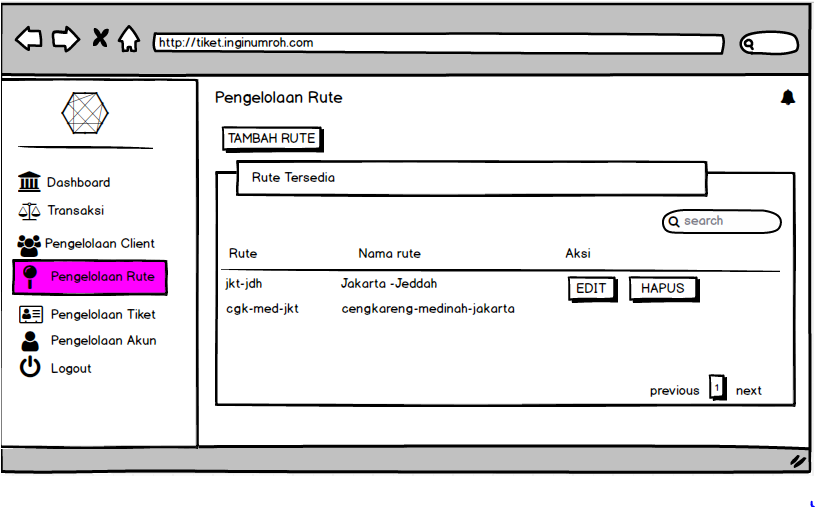 http://tiket.inginumroh.com
Pengelolaan Rute
TAMBAH RUTE
Dashboard
Transaksi
Pengelolaan Client
Pengelolaan Rute
Pengelolaan Tiket
Pengelolaan Akun
Logout
Rute Tersedia
search
Rute Nama rute Aksi
jkt-jdh Jakarta -Jeddah EDIT HAPUS
cgk-med-jkt cengkareng-medinah-jakarta
previous 1 next